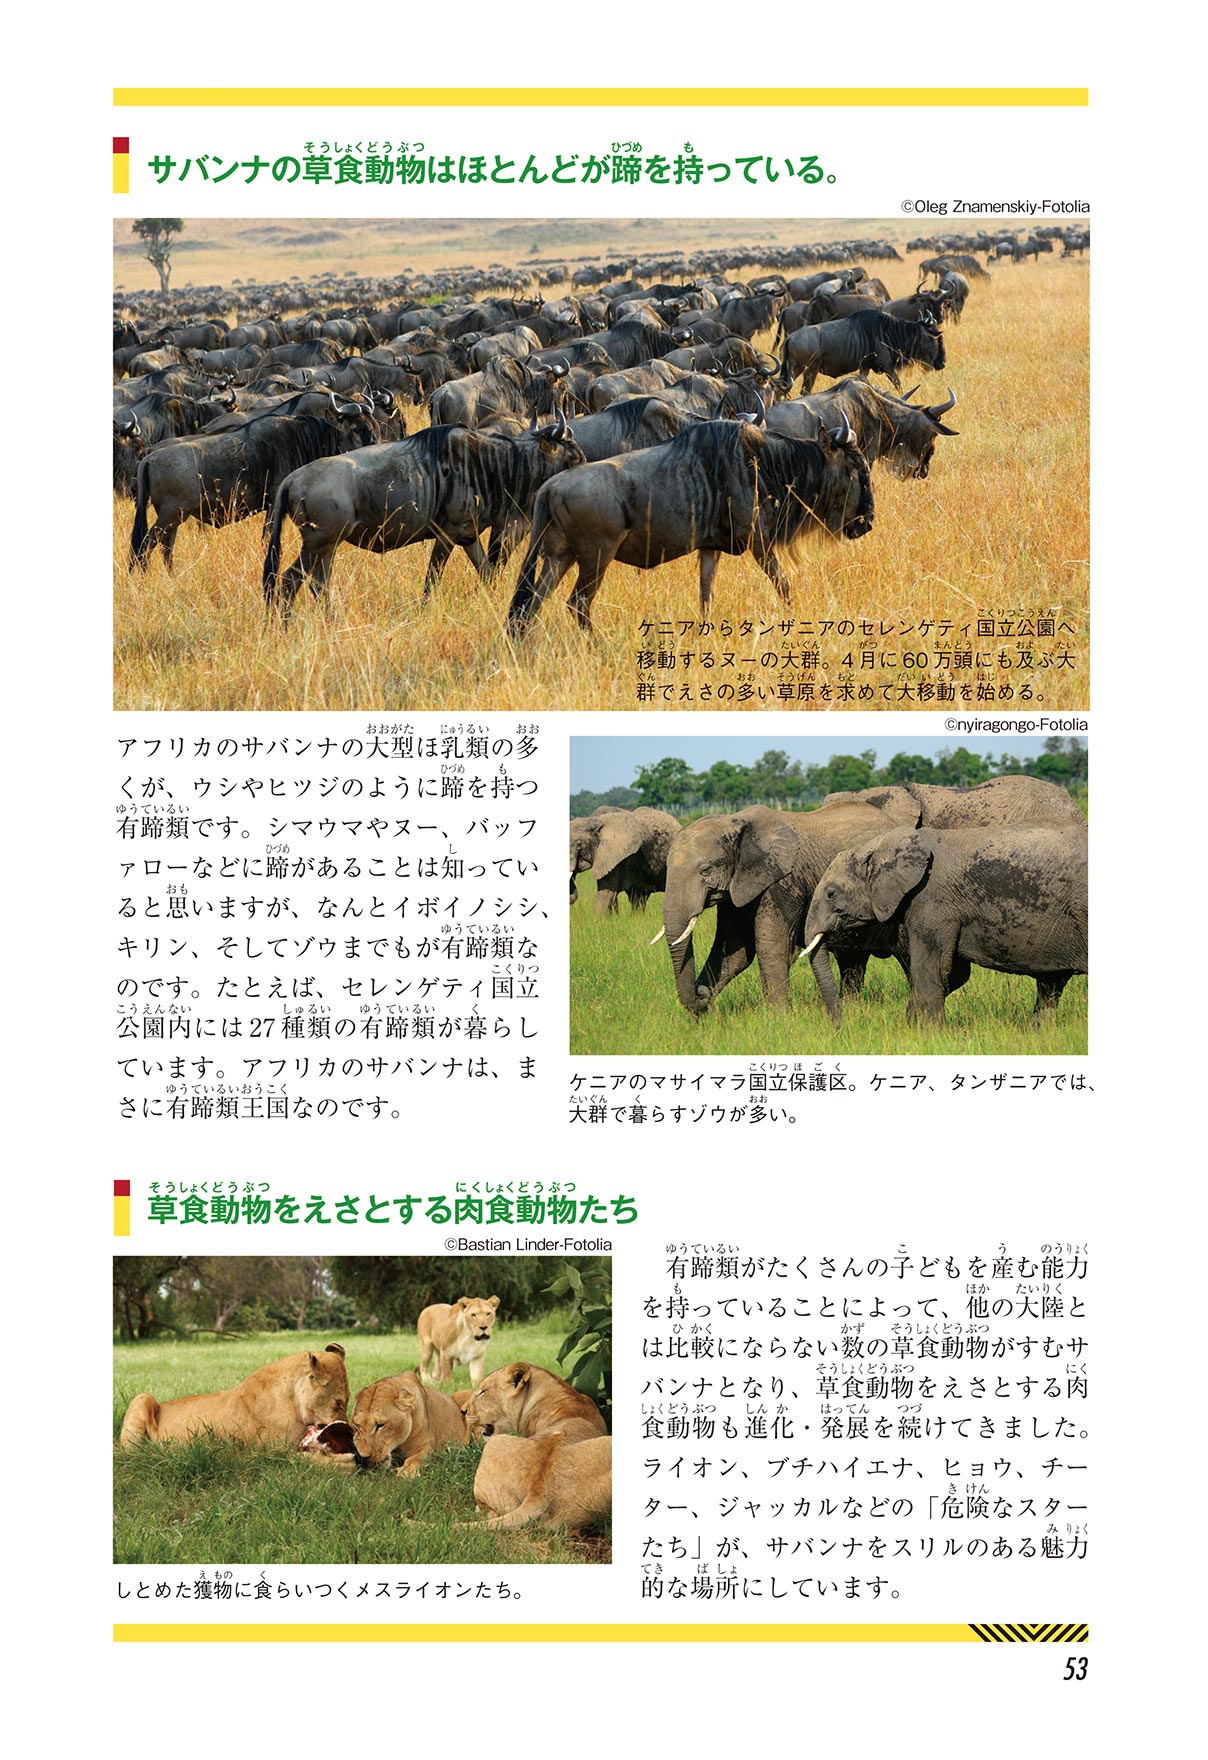 サバンナの草食動物はほとんどが蹄を持っている。
©Oleg Znamenskiy-Fotolia
ケニアからタンザニアのセレンゲティ国立公園へ
移動するヌーの大群。4月に60万頭にも及ぶ大
群でえさの多い草原を求めて大移動を始める。
アフリカのサバンナの大型ほ乳類の多
くが、ウシやヒツジのように蹄を持つ
有蹄類です。シマウマやヌー、バッフ
ァローなどに蹄があることは知ってい
ると思いますが、なんとイボイノシシ、
キリン、そしてゾウまでもが有蹄類な
のです。たとえば、セレンゲティ国立
公園内には27種類の有蹄類が暮らし
ています。アフリカのサバンナは、ま
さに有蹄類王国なのです。
©nyiragongo-Fotolia
ケニアのマサイマラ国立保護区。ケニア、タンザニアでは、
大群で暮らすゾウが多い。
草食動物をえさとする肉食動物たち
©Bastian Linder-Fotolia
しとめた獲物に食らいつくメスライオンたち。
有蹄類がたくさんの子どもを産む能力
を持っていることによって、他の大陸と
は比較にならない数の草食動物がすむサ
バンナとなり、草食動物をえさとする肉
食動物も進化・発展を続けてきました。
ライオン、ブチハイエナ、ヒョウ、チー
ター、ジャッカルなどの「危険なスター
たち」が、サバンナをスリルのある魅力
的な場所にしています。
53